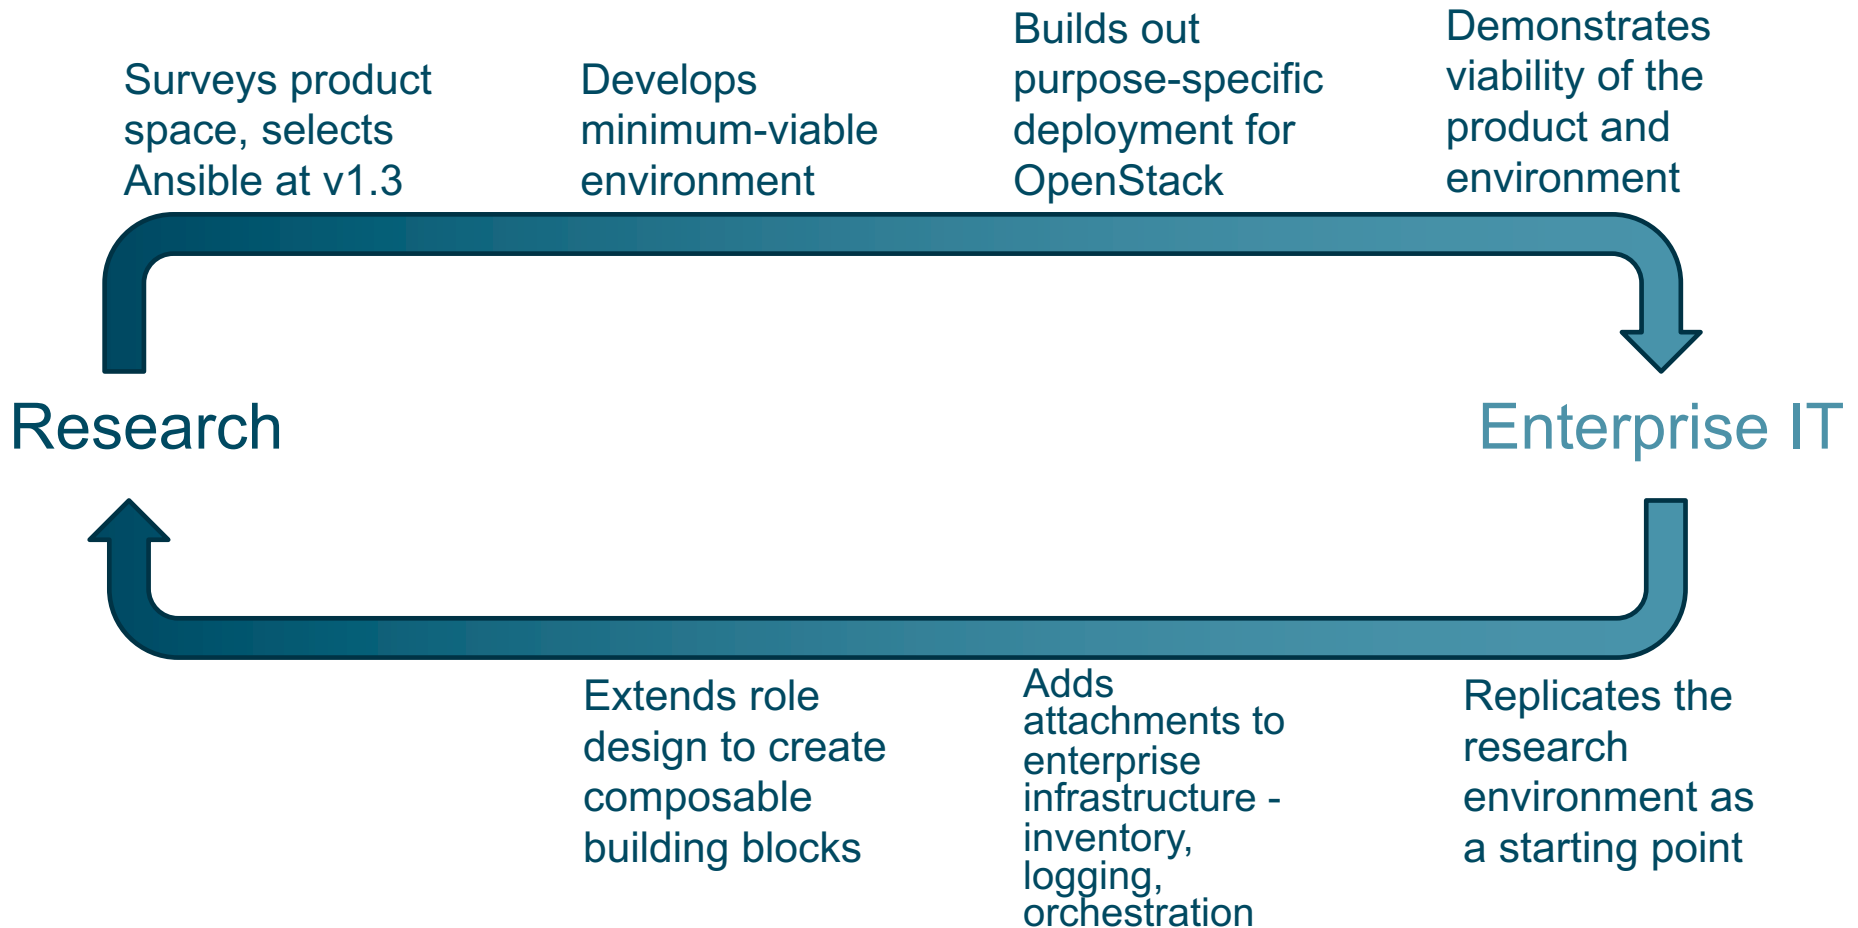 Surveys product
space, selects
Ansible at v1.3
Develops
minimum-viable
environment
Builds out
purpose-specific
deployment for
OpenStack
Demonstrates
viability of the
product and
environment
Research
Enterprise IT
Extends role
design to create
composable
building blocks
Adds
attachments to
enterprise
infrastructure -
inventory,
logging,
orchestration
Replicates the
research
environment as
a starting point